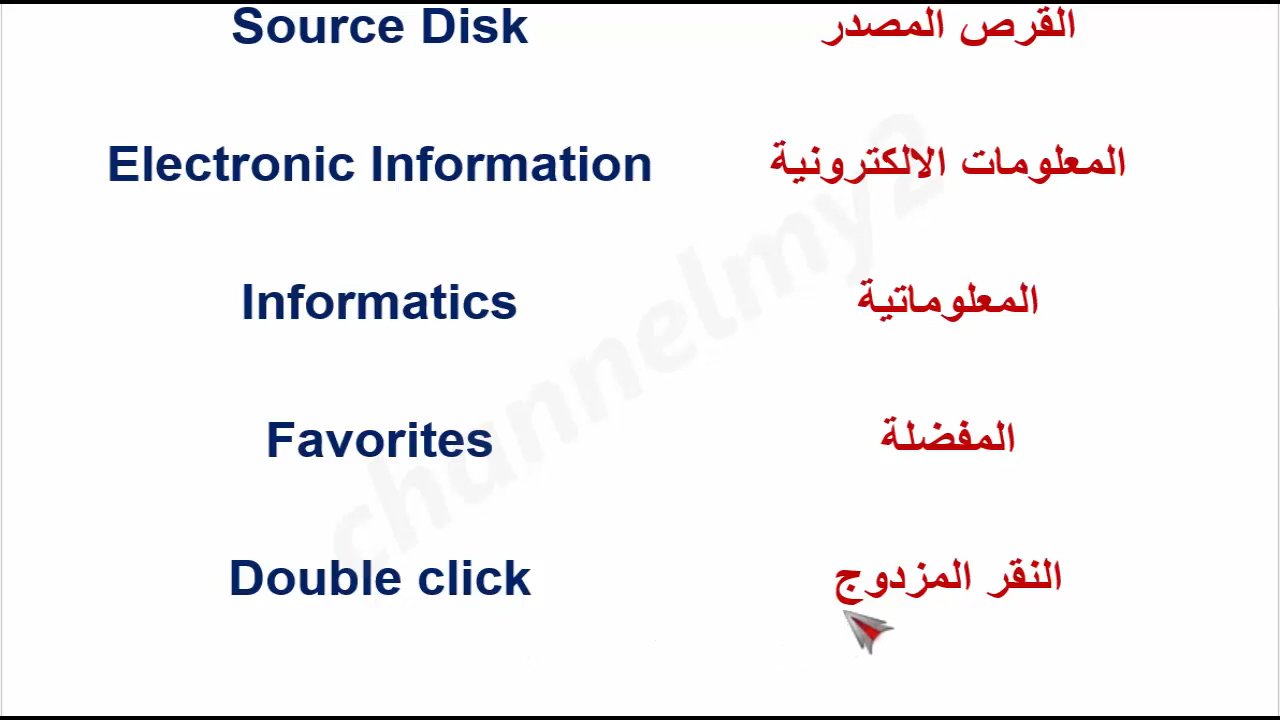 Source Disk القرص المصدر
Electronic Information المعلومات الالكترونية
Informatics المعلوماتية
Favorites المفضلة
Double click النقر المزدوج
channelmy2